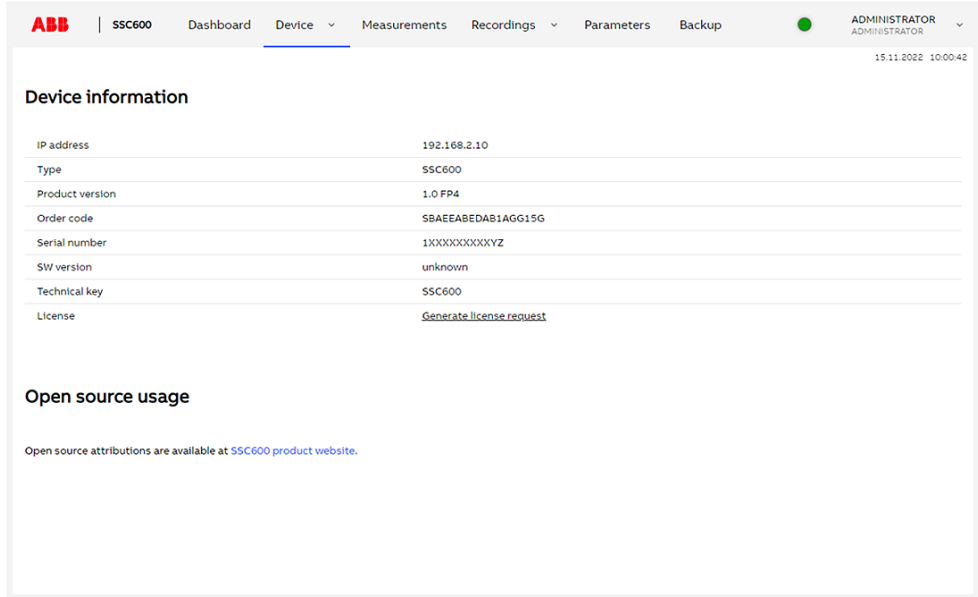 ABB SSC600 Dashboard Device Measurements Recordings Parameters Backup ADMINISTRATOR
ADMINISTRATOR
15.11.2022 10:00:42
Device information
IP address 192.168.2.10
Type SSC600
Product version 1.0 FP4
Order code SBAEEABEDAB1AGG15G
Serial number 1XXXXXXXXXYZ
SW version unknown
Technical key SSC600
License Generate license request
Open source usage
Open source attributions are available at SSC600 product website.